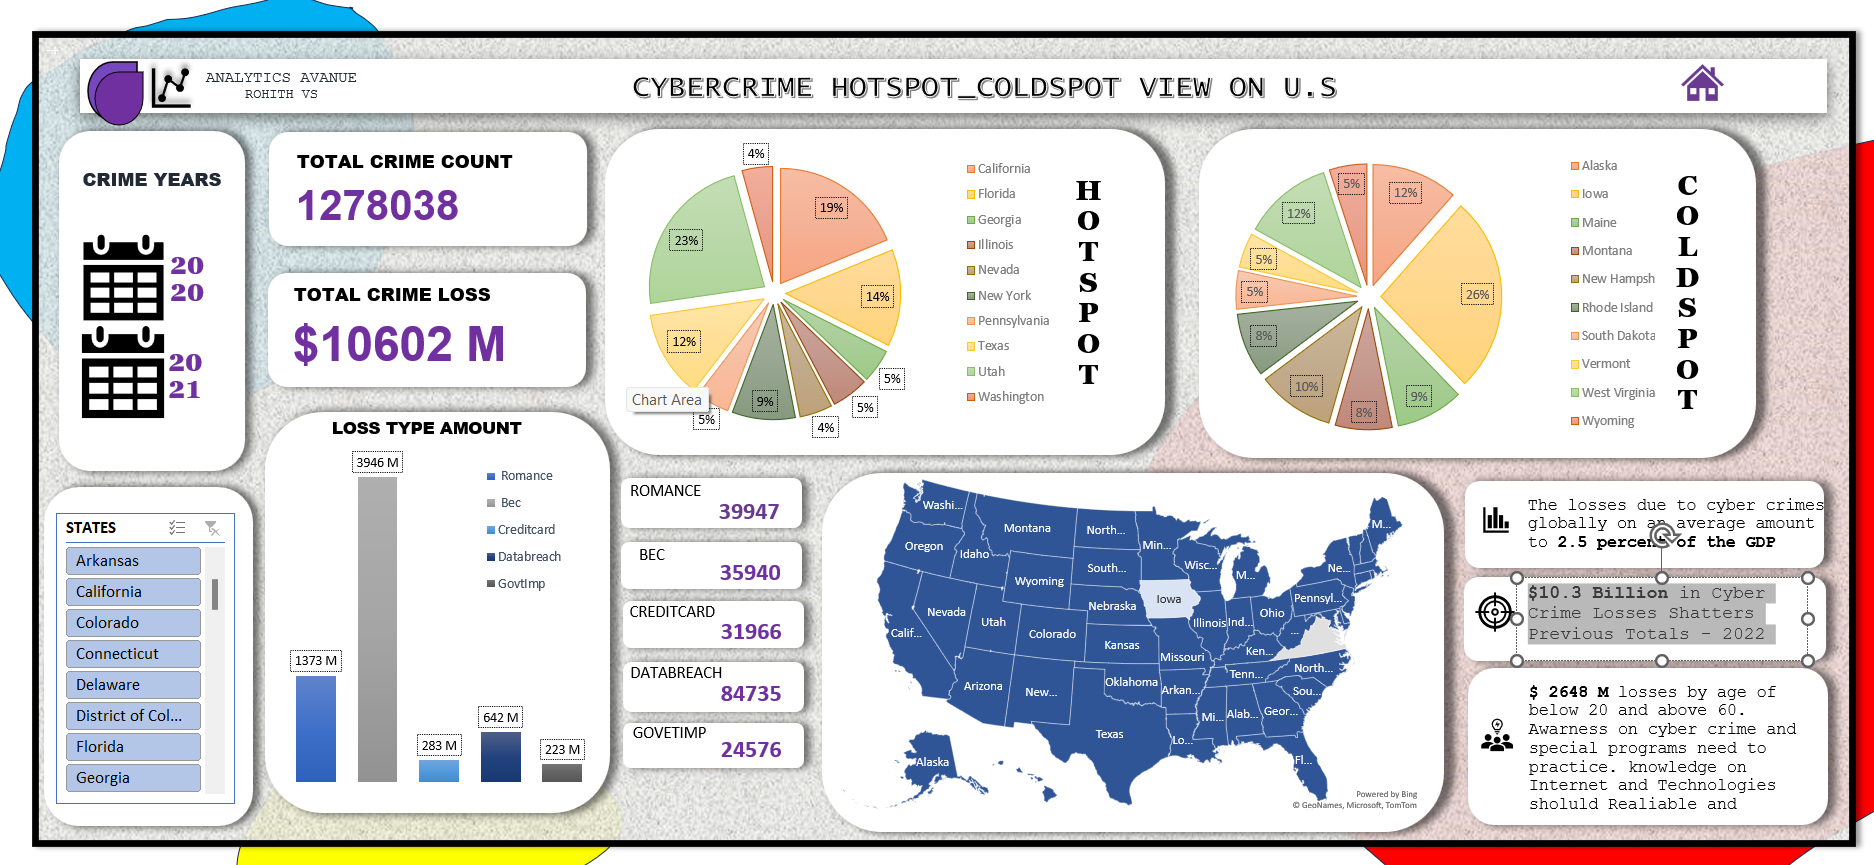 ANALYTICS AVANUE
ROHITH VS
CYBERCRIME HOTSPOT_COLDSPOT VIEW ON U.S
CRIME YEARS
20
20
20
21
TOTAL CRIME COUNT
1278038
TOTAL CRIME LOSS
$10602 M
4%
19%
14%
5%
5%
4%
9%
5%
12%
23%
Chart Area
California
Florida
Georgia
Illinois
Nevada
New York
Pennsylvania
Texas
Utah
Washington
H
O
T
S
P
O
T
5%
12%
26%
9%
8%
10%
8%
5%
5%
12%
Alaska
Iowa
Maine
Montana
New Hampsh
Rhode Island
South Dakota
Vermont
West Virginia
Wyoming
C
O
L
D
S
P
O
T
STATES
Arkansas
California
Colorado
Connecticut
Delaware
District of Col...
Florida
Georgia
LOSS TYPE AMOUNT
3946 M
1373 M
283 M
642 M
223 M
Romance
Bec
Creditcard
Databreach
GovtImp
ROMANCE
39947
BEC
35940
CREDITCARD
31966
DATABREACH
84735
GOVETIMP
24576
Washi...
Montana
North...
Min...
M...
Oregon
Idaho
Wyoming
South...
Wisc...
M...
Ne...
Nevada
Utah
Colorado
Nebraska
Iowa
Illinois
Ind...
Ohio
Pennsyl...
Calif...
Kansas
Missouri
Ken...
...
Arizona
New...
Oklahoma
Arkan...
Tenn...
North...
Sou...
Texas
Lo...
Mi...
Alab...
Geor...
Fl...
Alaska
Powered by Bing
© GeoNames, Microsoft, TomTom
The losses due to cyber crimes
globally on an average amount
to 2.5 percent of the GDP
$10.3 Billion in Cyber
Crime Losses Shatters
Previous Totals - 2022
$ 2648 M losses by age of
below 20 and above 60.
Awarness on cyber crime and
special programs need to
practice. knowledge on
Internet and Technologies
sholuld Realiable and